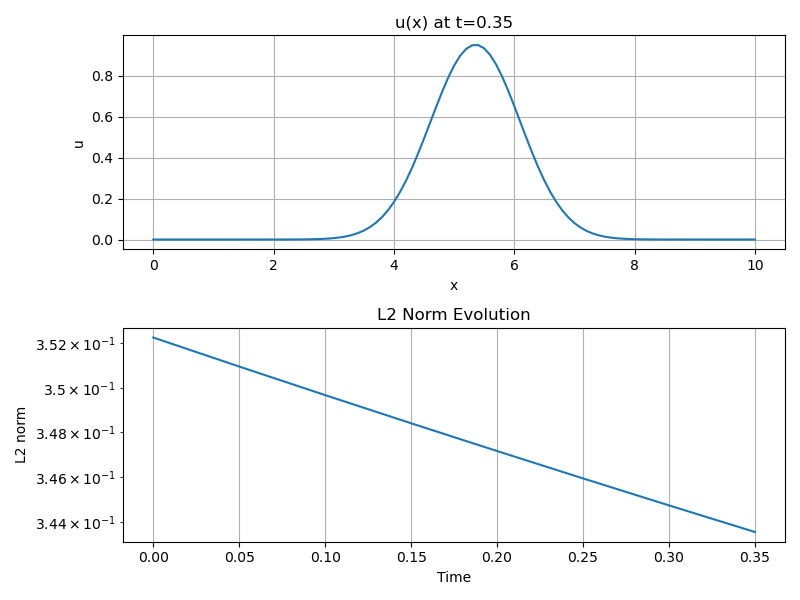 u(x) at t=0.35
u
0.8
0.6
0.4
0.2
0.0
0 2 4 6 8 10
x
L2 Norm Evolution
L2 norm
3.52 × 10⁻¹
3.5 × 10⁻¹
3.48 × 10⁻¹
3.46 × 10⁻¹
3.44 × 10⁻¹
0.00 0.05 0.10 0.15 0.20 0.25 0.30 0.35
Time